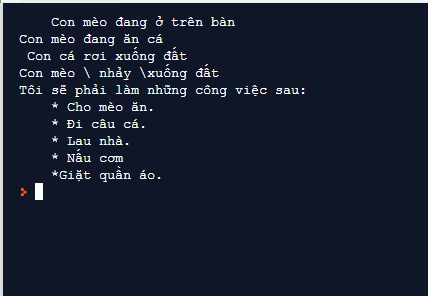 Con mèo đang ở trên bàn
Con mèo đang ăn cá
 Con cá rơi xuống đất
Con mèo \ nhảy \xuống đất
Tôi sẽ phải làm những công việc sau:
    * Cho mèo ăn.
    * Đi câu cá.
    * Lau nhà.
    * Nấu cơm
    *Giặt quần áo.
>